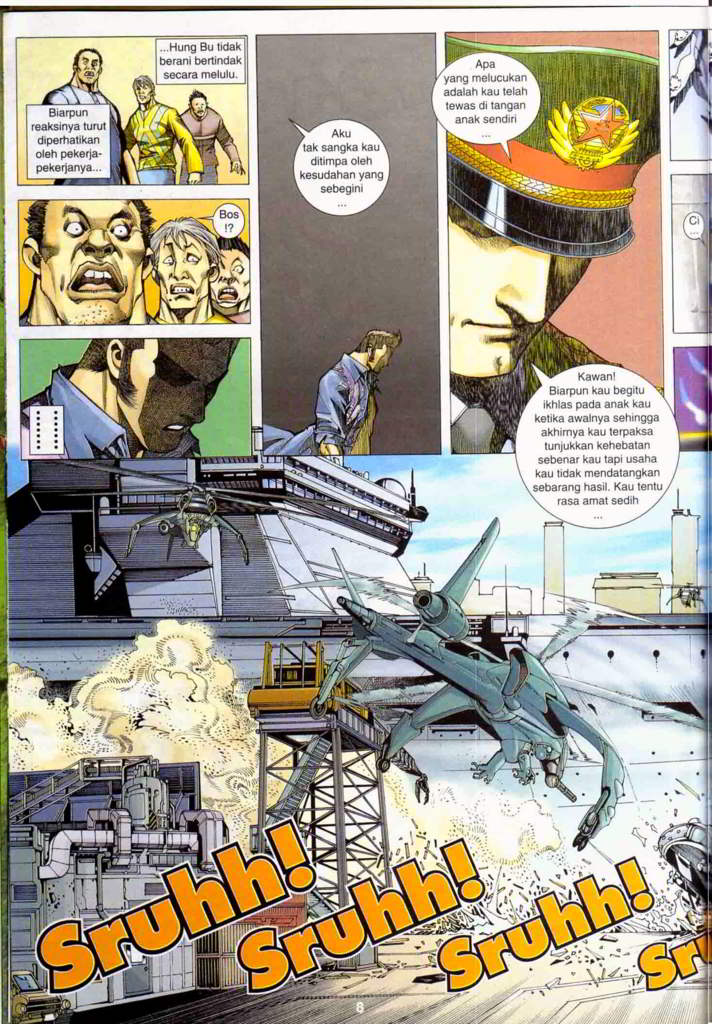 ...Hung Bu tidak
berani bertindak
secara melulu.
Biarpun
reaksinya turut
diperhatikan
oleh pekerja-
pekerjanya...
Bos
!?
Aku
tak sangka kau
ditimpa oleh
kesudahan yang
sebegini
...
Apa
yang melucukan
adalah kau telah
tewas di tangan
anak sendiri
...
Kawan!
Biarpun kau begitu
ikhlas pada anak kau
ketika awalnya sehingga
akhirnya kau terpaksa
tunjukkan kehebatan
sebenar kau tapi usaha
kau tidak mendatangkan
sebarang hasil. Kau tentu
rasa amat sedih
...
Ci
...
Sruhh!
Sruhh!
Sruhh!
Sr
8